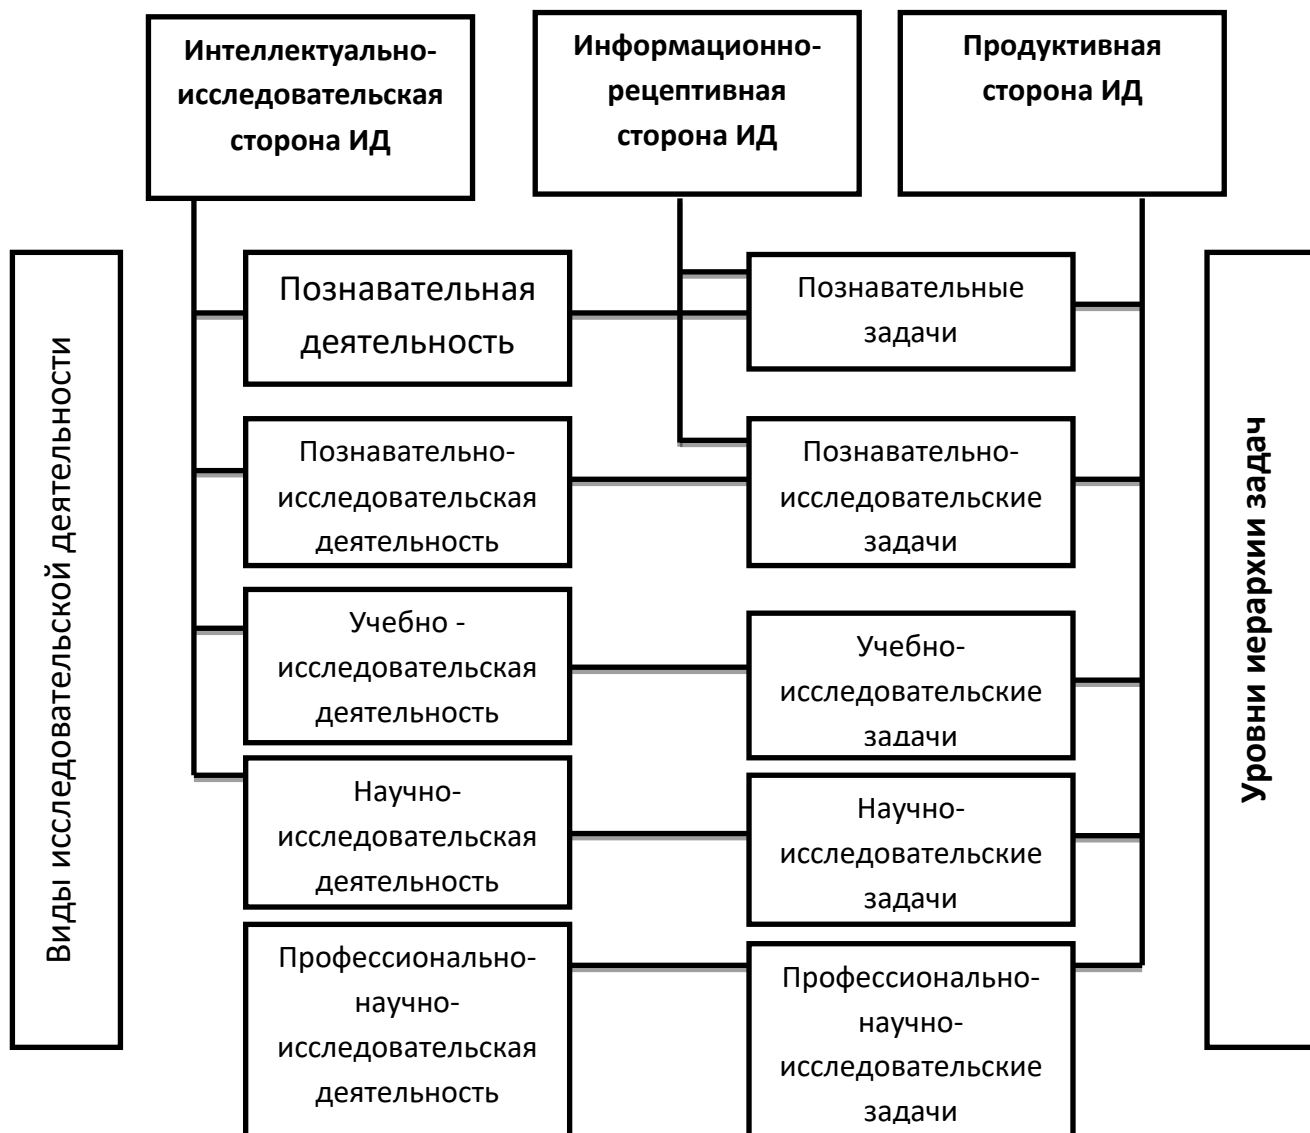 Интеллектуально-
исследовательская
сторона ИД
Информационно-
рецептивная
сторона ИД
Продуктивная
сторона ИД
Виды исследовательской деятельности
Познавательная
деятельность
Познавательные
задачи
Познавательно-
исследовательская
деятельность
Познавательно-
исследовательские
задачи
Учебно -
исследовательская
деятельность
Учебно-
исследовательские
задачи
Научно-
исследовательская
деятельность
Научно-
исследовательские
задачи
Профессионально-
научно-
исследовательская
деятельность
Профессионально-
научно-
исследовательские
задачи
Уровни иерархии задач